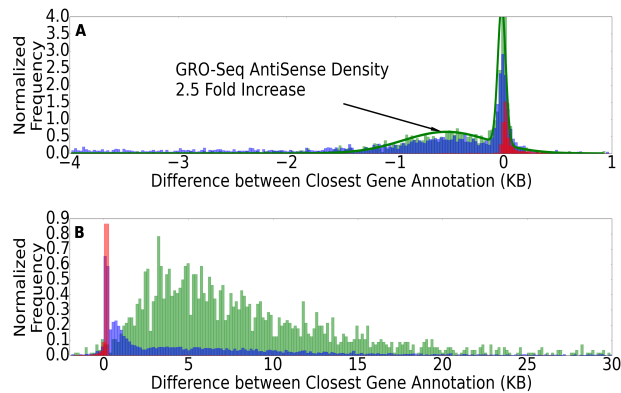 4.0
3.5
3.0
2.5
2.0
1.5
1.0
0.5
0.0
Normalized
Frequency
A
GRO-Seq AntiSense Density
2.5 Fold Increase
−4 −3 −2 −1 0 1
Difference between Closest Gene Annotation (KB)
0.9
0.8
0.7
0.6
0.5
0.4
0.3
0.2
0.1
0.0
Normalized
Frequency
B
0 5 10 15 20 25 30
Difference between Closest Gene Annotation (KB)